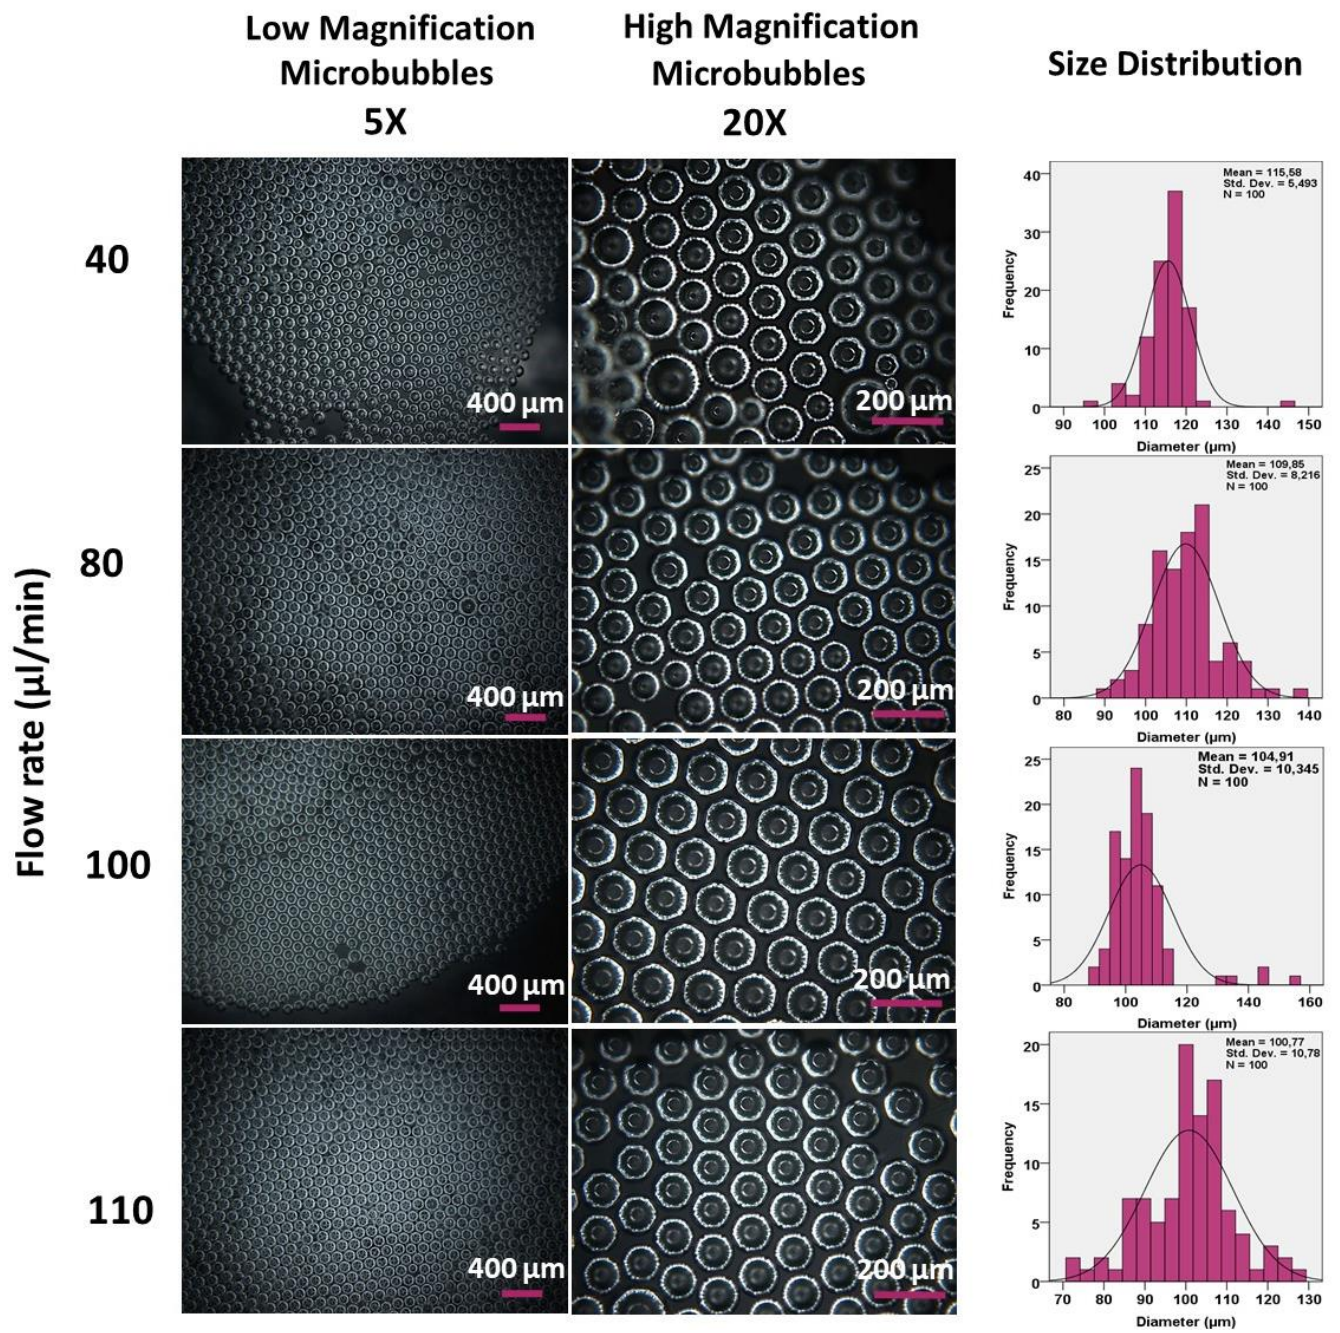 Low Magnification
Microbubbles
5X
High Magnification
Microbubbles
20X
Size Distribution
Flow rate (µl/min)
40
400 µm
200 µm
Mean = 115,58
Std. Dev. = 5,493
N = 100
Frequency
40
30
20
10
0
90 100 110 120 130 140 150
Diameter (µm)
80
400 µm
200 µm
Mean = 109,85
Std. Dev. = 8,216
N = 100
Frequency
25
20
15
10
5
0
80 90 100 110 120 130 140
Diameter (µm)
100
400 µm
200 µm
Mean = 104,91
Std. Dev. = 10,345
N = 100
Frequency
25
20
15
10
5
0
80 100 120 140 160
Diameter (µm)
110
400 µm
200 µm
Mean = 100,77
Std. Dev. = 10,78
N = 100
Frequency
20
15
10
5
0
70 80 90 100 110 120 130
Diameter (µm)